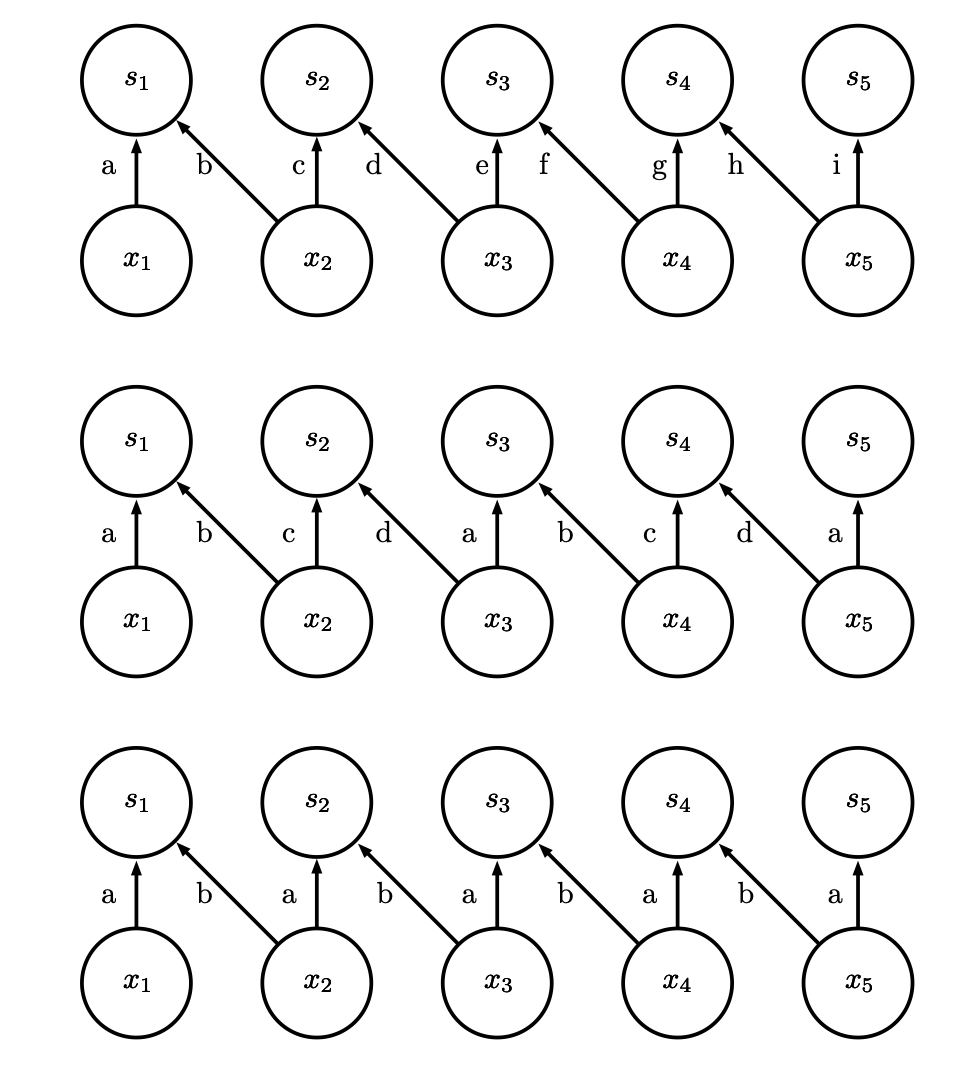 s₁ s₂ s₃ s₄ s₅
a b c d e f g h i
x₁ x₂ x₃ x₄ x₅
s₁ s₂ s₃ s₄ s₅
a b c d a b c d a
x₁ x₂ x₃ x₄ x₅
s₁ s₂ s₃ s₄ s₅
a b a b a b a b a
x₁ x₂ x₃ x₄ x₅